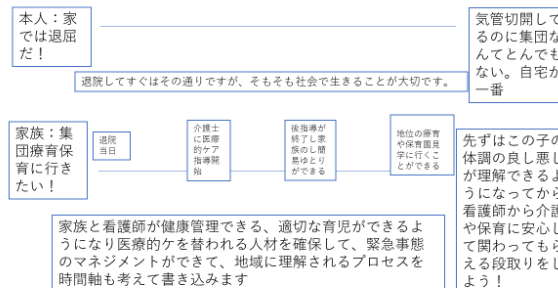 本人：家
では退屈
だ！
気管切開して
るのに集団な
んてとんでも
ない。自宅が
一番
退院してすぐはその通りですが、そもそも社会で生きることが大切です。
家族：集
団療育保
育に行き
たい！
退院
当日
介護士
に医療
的ケア
指導開
始
後指導が
終了し家
族のし簡
易ゆとり
ができる
地位の療育
や保育園見
学に行くこ
とができる
先ずはこの子の
体調の良し悪し
が理解できるよ
うになってから
看護師から介護
や保育に安心し
て関わってもら
える段取りをし
よう！
家族と看護師が健康管理できる、適切な育児ができるよ
うになり医療的ケを替われる人材を確保して、緊急事態
のマネジメントができて、地域に理解されるプロセスを
時間軸も考えて書き込みます